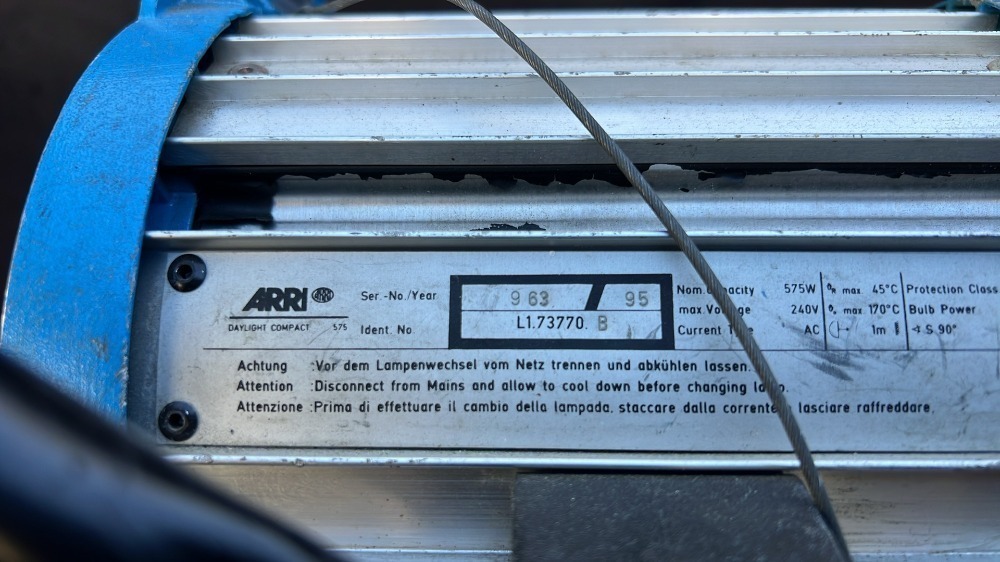 ARRI
DAYLIGHT COMPACT 575
Ser.-No./Year 963 / 95
Ident. No L1.73770. B
Nom. Capacity 575W
max. Voltage 240V
Current AC
max. 45°C
max. 170°C
1m
Protection Class
Bulb Power
S 90°
Achtung :Vor dem Lampenwechsel vom Netz trennen und abkühlen lassen.
Attention :Disconnect from Mains and allow to cool down before changing lamp.
Attenzione :Prima di effettuare il cambio della lampada, staccare dalla corrente lasciare raffreddare.